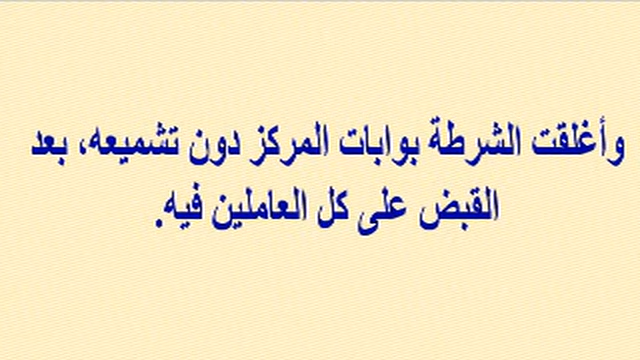 وأغلقت الشرطة بوابات المركز دون تشميعه، بعد
القبض على كل العاملين فيه.